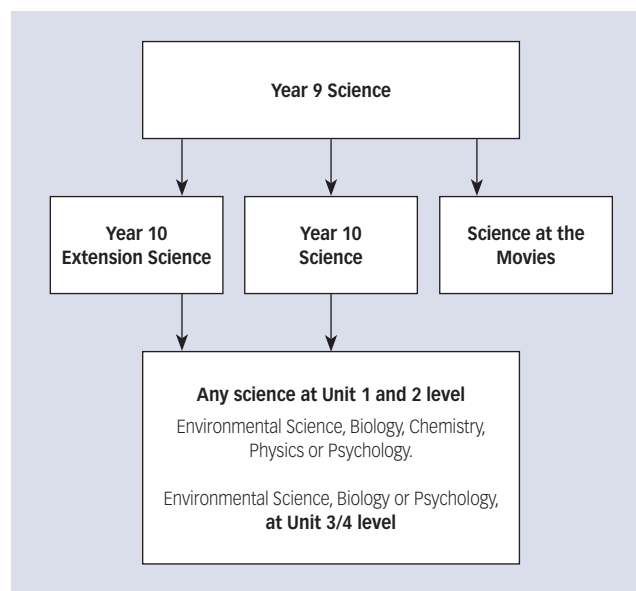 Year 9 Science
Year 10
Extension Science
Year 10
Science
Science at the
Movies
Any science at Unit 1 and 2 level
Environmental Science, Biology, Chemistry,
Physics or Psychology.
Environmental Science, Biology or Psychology,
at Unit 3/4 level